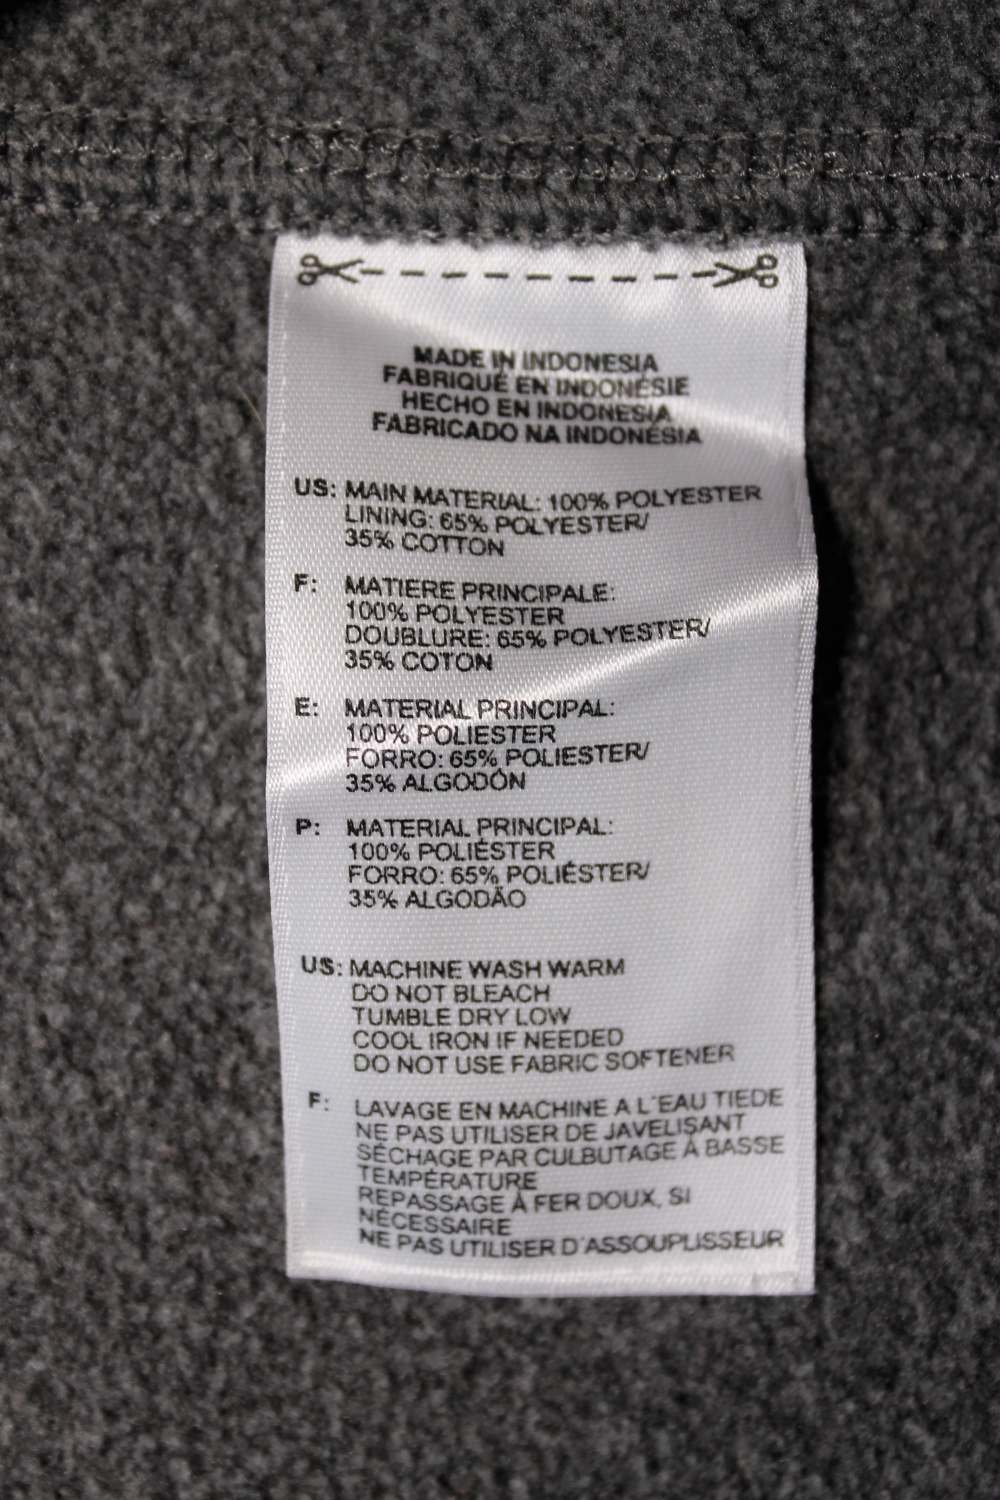 MADE IN INDONESIA
FABRIQUÉ EN INDONÉSIE
HECHO EN INDONESIA
FABRICADO NA INDONÉSIA
US: MAIN MATERIAL: 100% POLYESTER
LINING: 65% POLYESTER/
35% COTTON
F: MATIERE PRINCIPALE:
100% POLYESTER
DOUBLURE: 65% POLYESTER/
35% COTON
E: MATERIAL PRINCIPAL:
100% POLIESTER
FORRO: 65% POLIESTER/
35% ALGODÓN
P: MATERIAL PRINCIPAL:
100% POLIÉSTER
FORRO: 65% POLIÉSTER/
35% ALGODÃO
US: MACHINE WASH WARM
DO NOT BLEACH
TUMBLE DRY LOW
COOL IRON IF NEEDED
DO NOT USE FABRIC SOFTENER
F: LAVAGE EN MACHINE A L'EAU TIEDE
NE PAS UTILISER DE JAVELISANT
SÉCHAGE PAR CULBUTAGE À BASSE
TEMPÉRATURE
REPASSAGE À FER DOUX, SI
NÉCESSAIRE
NE PAS UTILISER D'ASSOUPLISSEUR